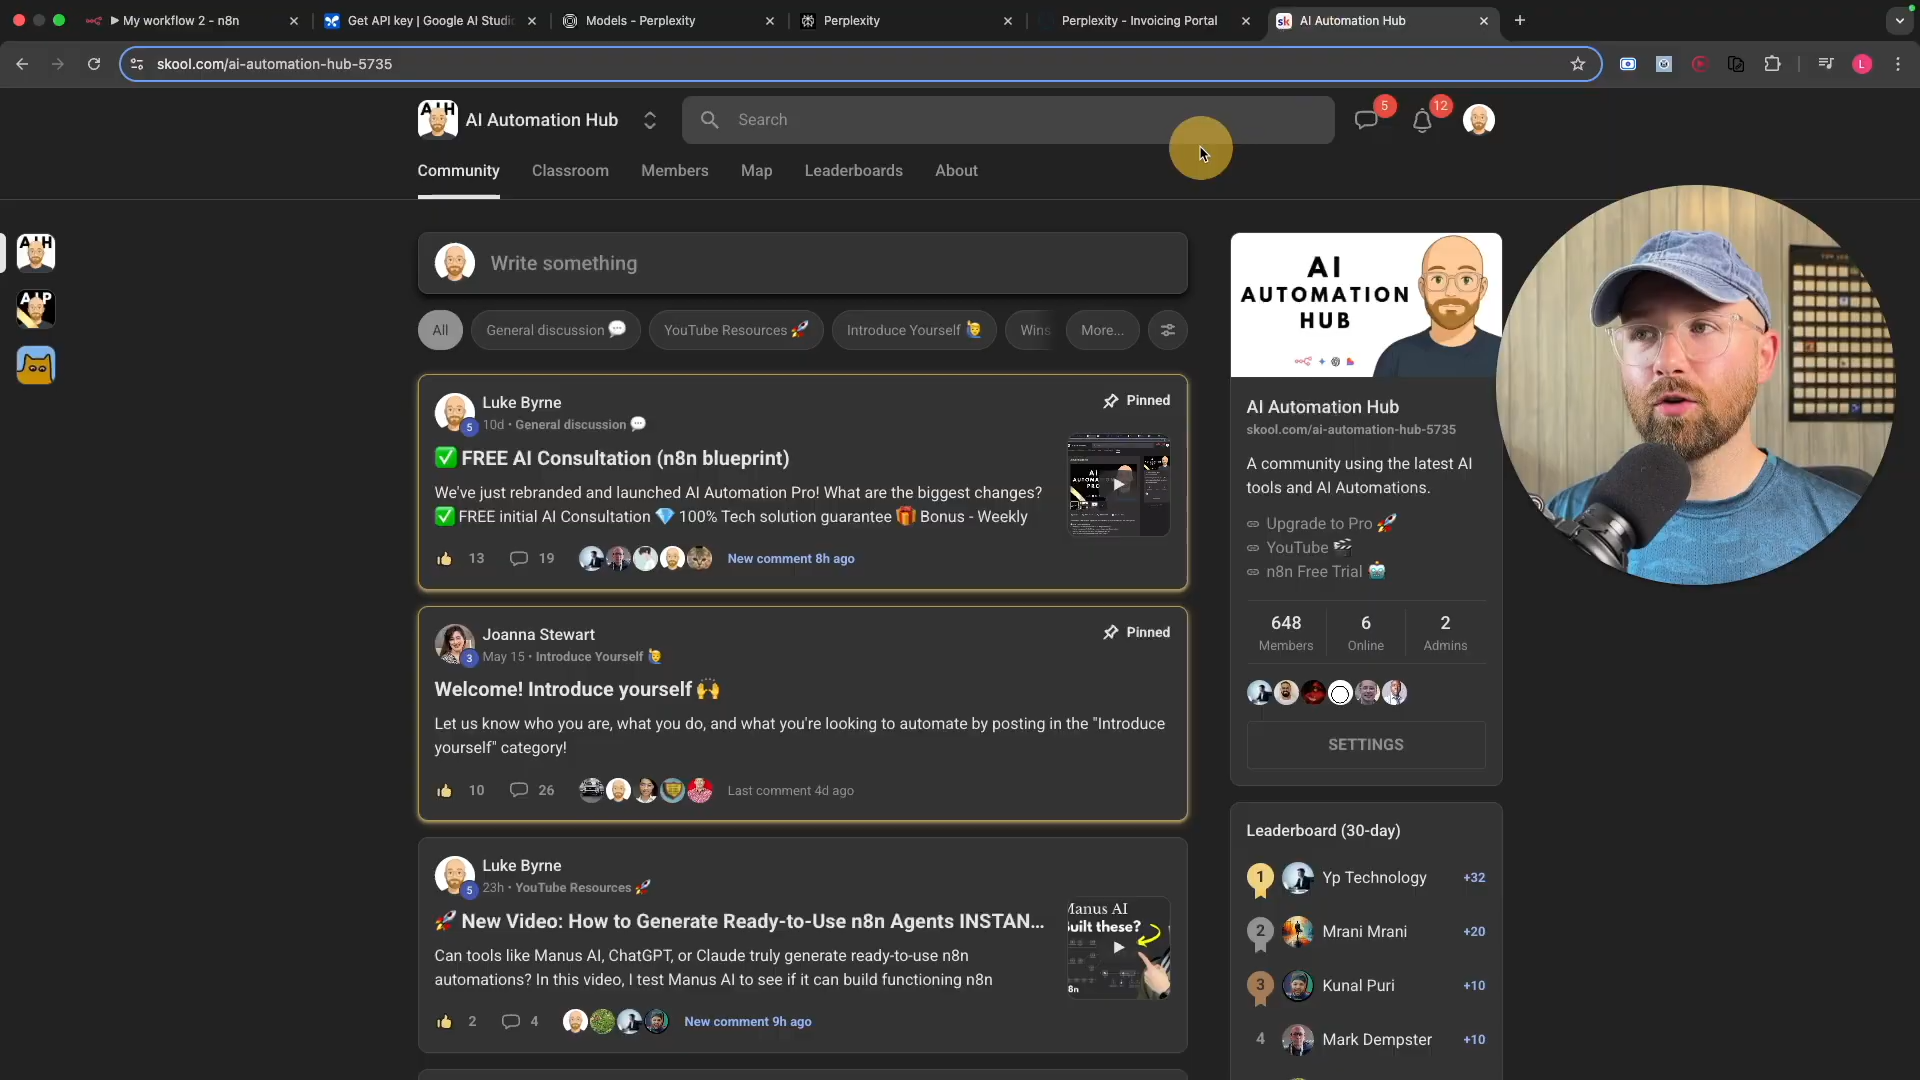 My workflow 2 - n8n
Get API key | Google AI Studio
Models - Perplexity
Perplexity
Perplexity - Invoicing Portal
sk AI Automation Hub
skool.com/ai-automation-hub-5735
L
AI Automation Hub
Search
5
12
Community
Classroom
Members
Map
Leaderboards
About
Write something
All
General discussion 💬
YouTube Resources 🚀
Introduce Yourself 🙋
Wins
More...
Luke Byrne
Pinned
5
10d • General discussion 💬
✅ FREE AI Consultation (n8n blueprint)
We've just rebranded and launched AI Automation Pro! What are the biggest changes?
✅ FREE initial AI Consultation 💎 100% Tech solution guarantee 🎁 Bonus - Weekly
13
19
New comment 8h ago
Joanna Stewart
Pinned
3
May 15 • Introduce Yourself 🙋
Welcome! Introduce yourself 🙌
Let us know who you are, what you do, and what you're looking to automate by posting in the "Introduce
yourself" category!
10
26
Last comment 4d ago
Luke Byrne
5
23h • YouTube Resources 🚀
🚀 New Video: How to Generate Ready-to-Use n8n Agents INSTAN...
Can tools like Manus AI, ChatGPT, or Claude truly generate ready-to-use n8n
automations? In this video, I test Manus AI to see if it can build functioning n8n
Manus AI
built these?
2
4
New comment 9h ago
AI
AUTOMATION
HUB
AI Automation Hub
skool.com/ai-automation-hub-5735
A community using the latest AI
tools and AI Automations.
Upgrade to Pro 🚀
YouTube 🎬
n8n Free Trial 🤖
648
Members
6
Online
2
Admins
SETTINGS
Leaderboard (30-day)
1
Yp Technology
+32
2
Mrani Mrani
+20
3
Kunal Puri
+10
4
Mark Dempster
+10